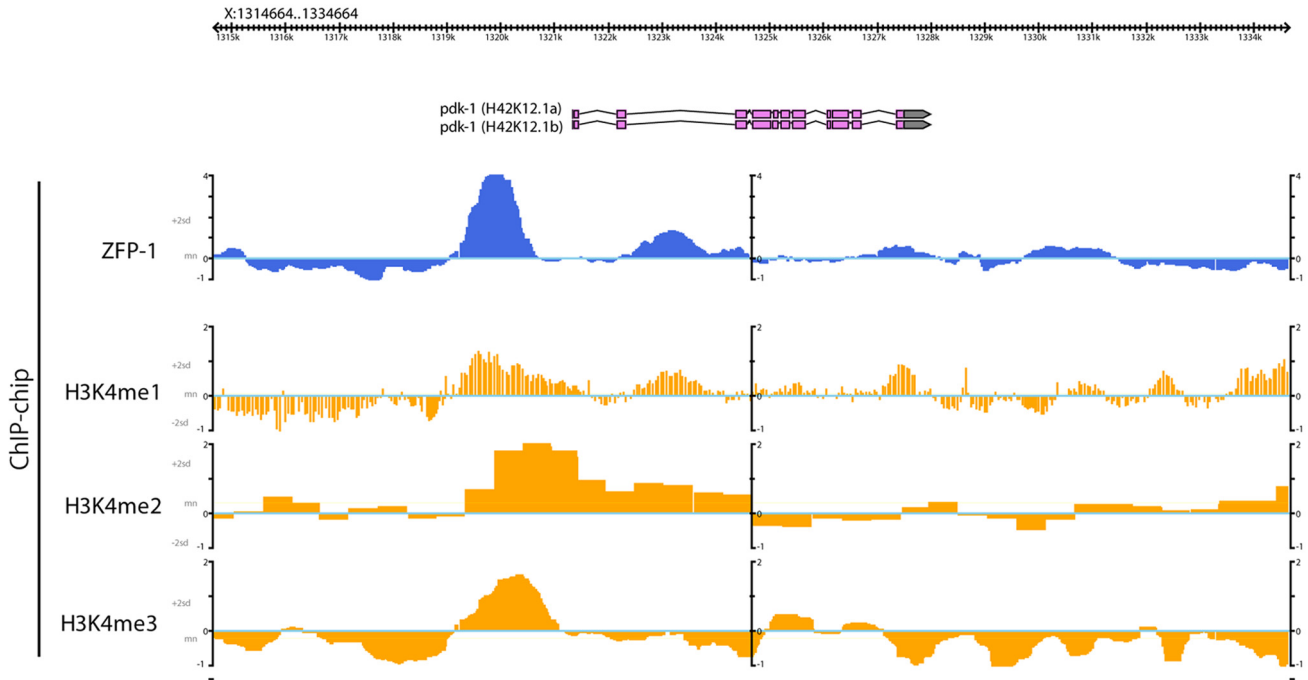 X:1314664..1334664
1315k 1316k 1317k 1318k 1319k 1320k 1321k 1322k 1323k 1324k 1325k 1326k 1327k 1328k 1329k 1330k 1331k 1332k 1333k 1334k
pdk-1 (H42K12.1a)
pdk-1 (H42K12.1b)
ChIP-chip
4 4 4
+2sd
ZFP-1
mn 0 0 0
-1 -1 -1
2 2 2
+2sd
H3K4me1
mn 0 0 0
-2sd -1 -1 -1
2 2 2
+2sd
H3K4me2
mn 0 0 0
-2sd -1 -1 -1
2 2 2
+2sd
H3K4me3
mn 0 0 0
-1 -1 -1